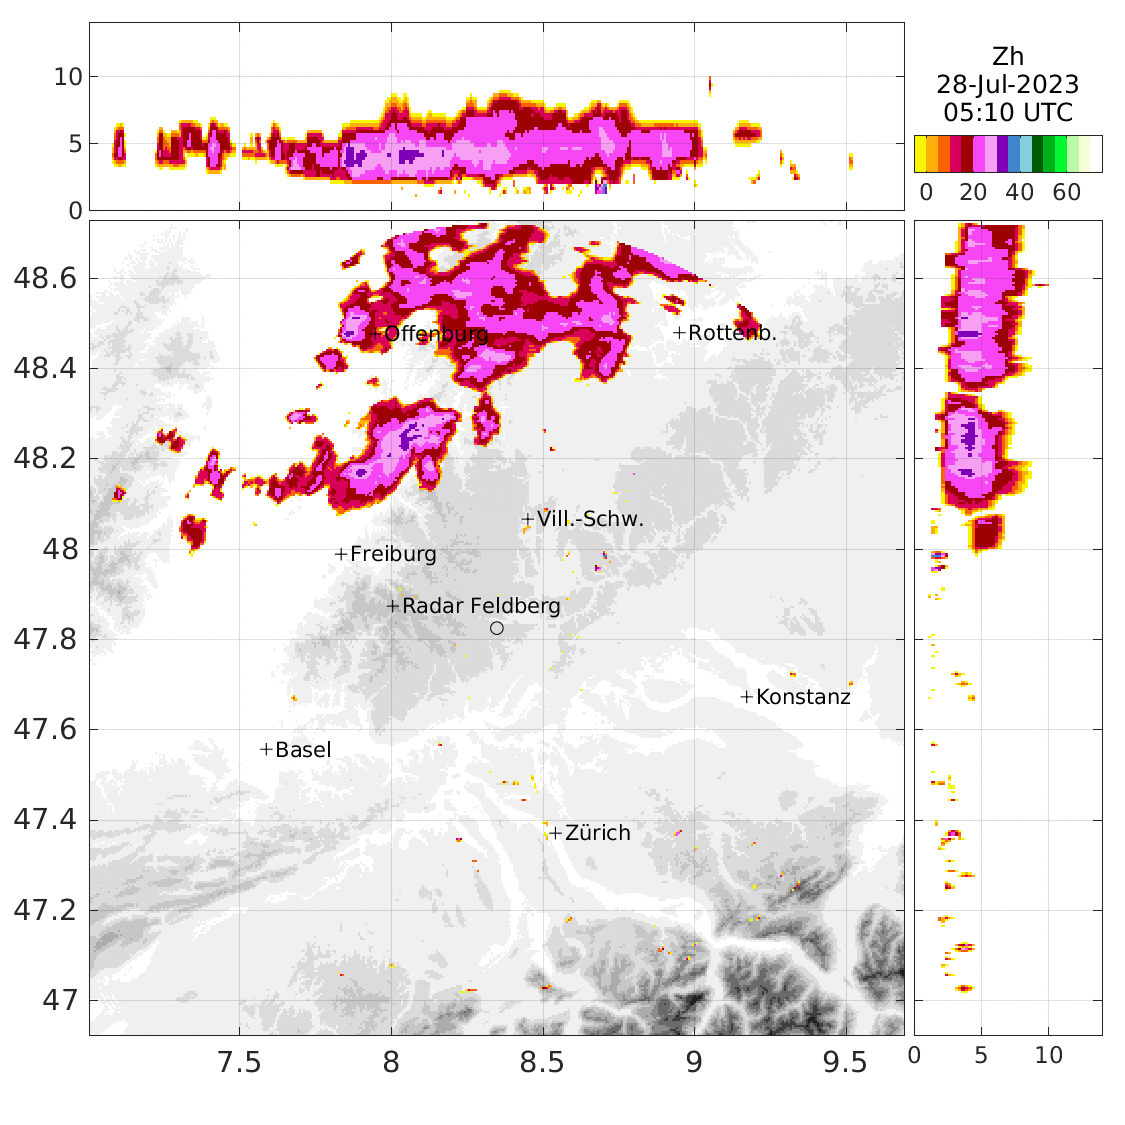 10
5
0
Zh
28-Jul-2023
05:10 UTC
0 20 40 60
48.6
48.4
48.2
48
47.8
47.6
47.4
47.2
47
Offenburg
Rottenb.
Vill.-Schw.
Freiburg
Radar Feldberg
Konstanz
Basel
Zürich
7.5 8 8.5 9 9.5
0 5 10